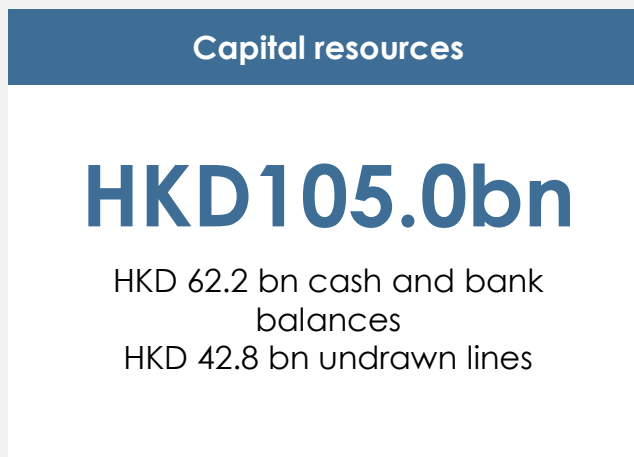 Capital resources
HKD105.0bn
HKD 62.2 bn cash and bank
balances
HKD 42.8 bn undrawn lines